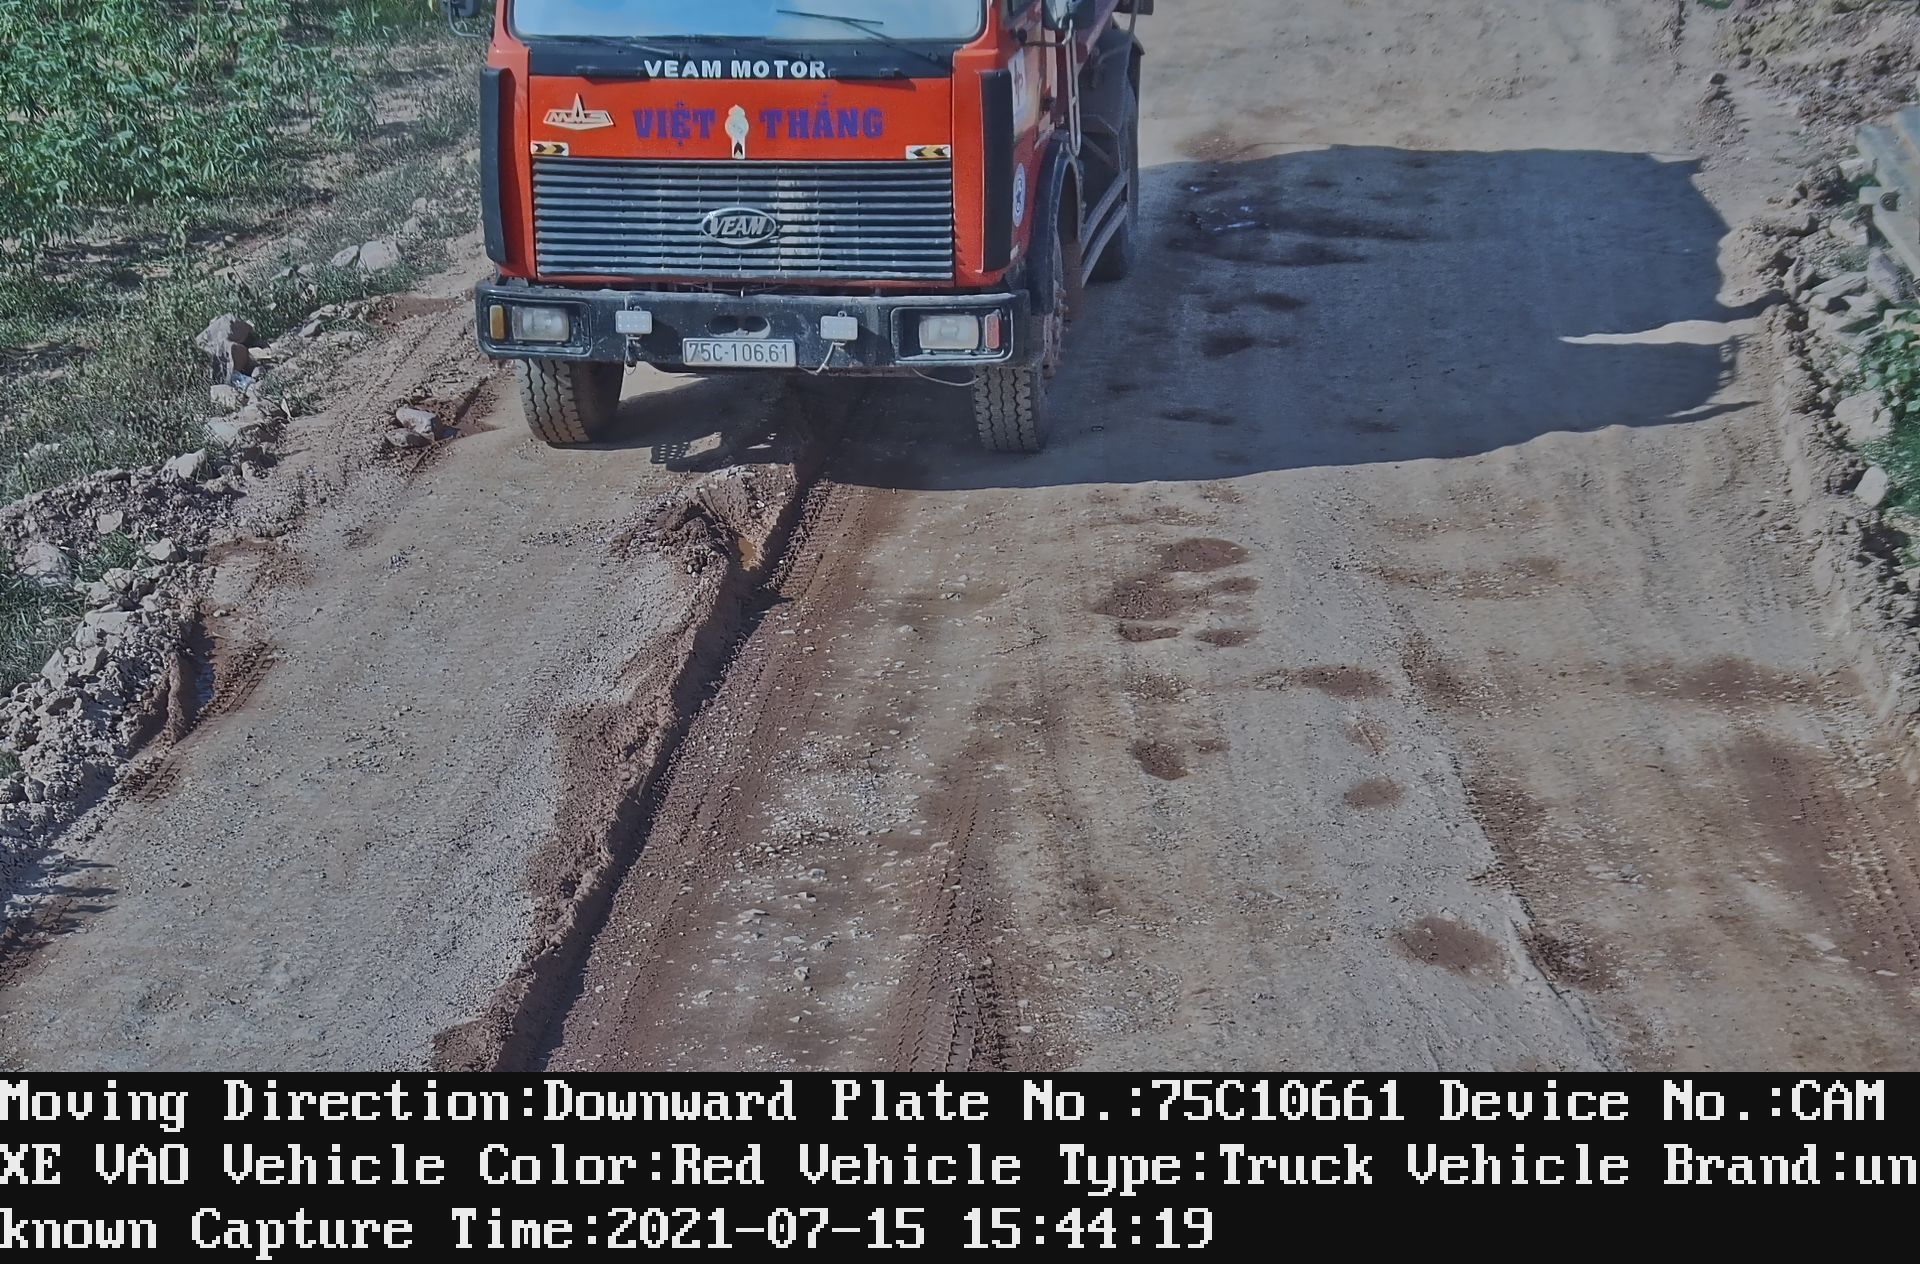 VEAM MOTOR
MAZ
VIỆT THẮNG
VEAM
75C-106.61
Moving Direction:Downward Plate No.:75C10661 Device No.:CAM
XE VAO Vehicle Color:Red Vehicle Type:Truck Vehicle Brand:un
known Capture Time:2021-07-15 15:44:19